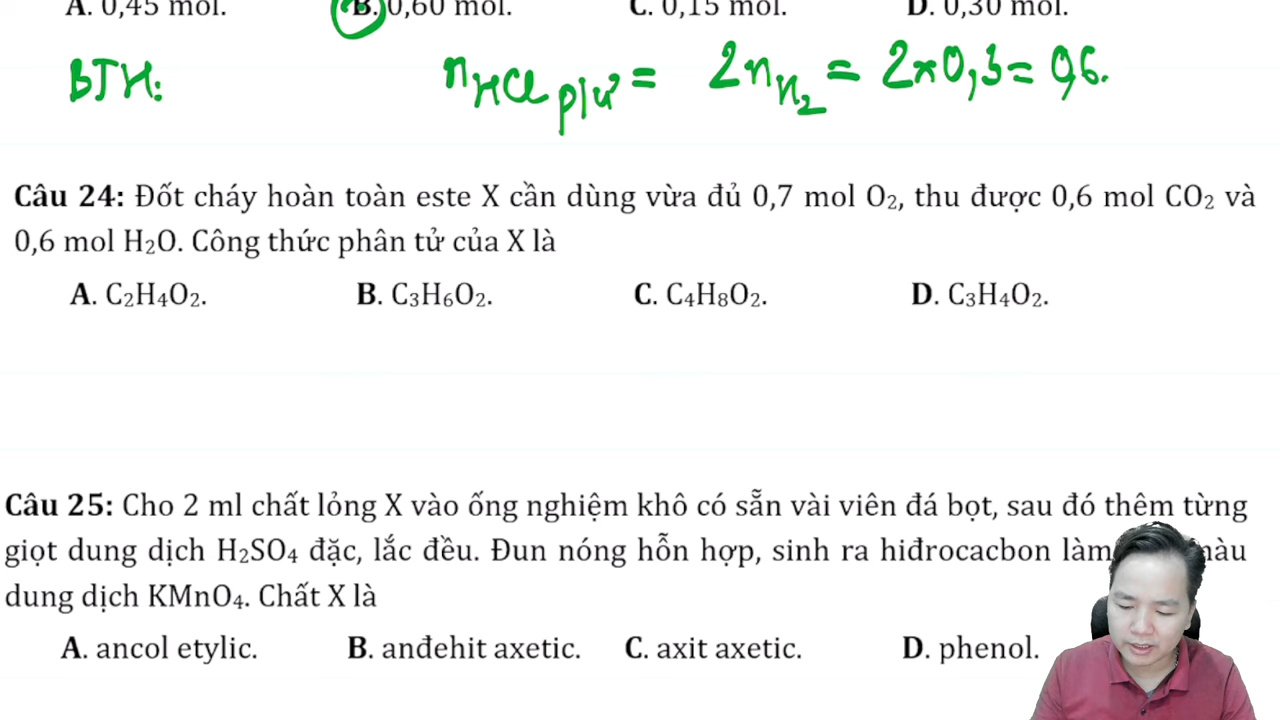 A. 0,45 mol. B. 0,60 mol. C. 0,15 mol. D. 0,30 mol.
BTH: nHCl p/ư = 2nH₂ = 2×0,3 = 0,6.
Câu 24: Đốt cháy hoàn toàn este X cần dùng vừa đủ 0,7 mol O₂, thu được 0,6 mol CO₂ và
0,6 mol H₂O. Công thức phân tử của X là
A. C₂H₄O₂. B. C₃H₆O₂. C. C₄H₈O₂. D. C₃H₄O₂.
Câu 25: Cho 2 ml chất lỏng X vào ống nghiệm khô có sẵn vài viên đá bọt, sau đó thêm từng
giọt dung dịch H₂SO₄ đặc, lắc đều. Đun nóng hỗn hợp, sinh ra hiđrocacbon làm
dung dịch KMnO₄. Chất X là
A. ancol etylic. B. anđehit axetic. C. axit axetic. D. phenol.